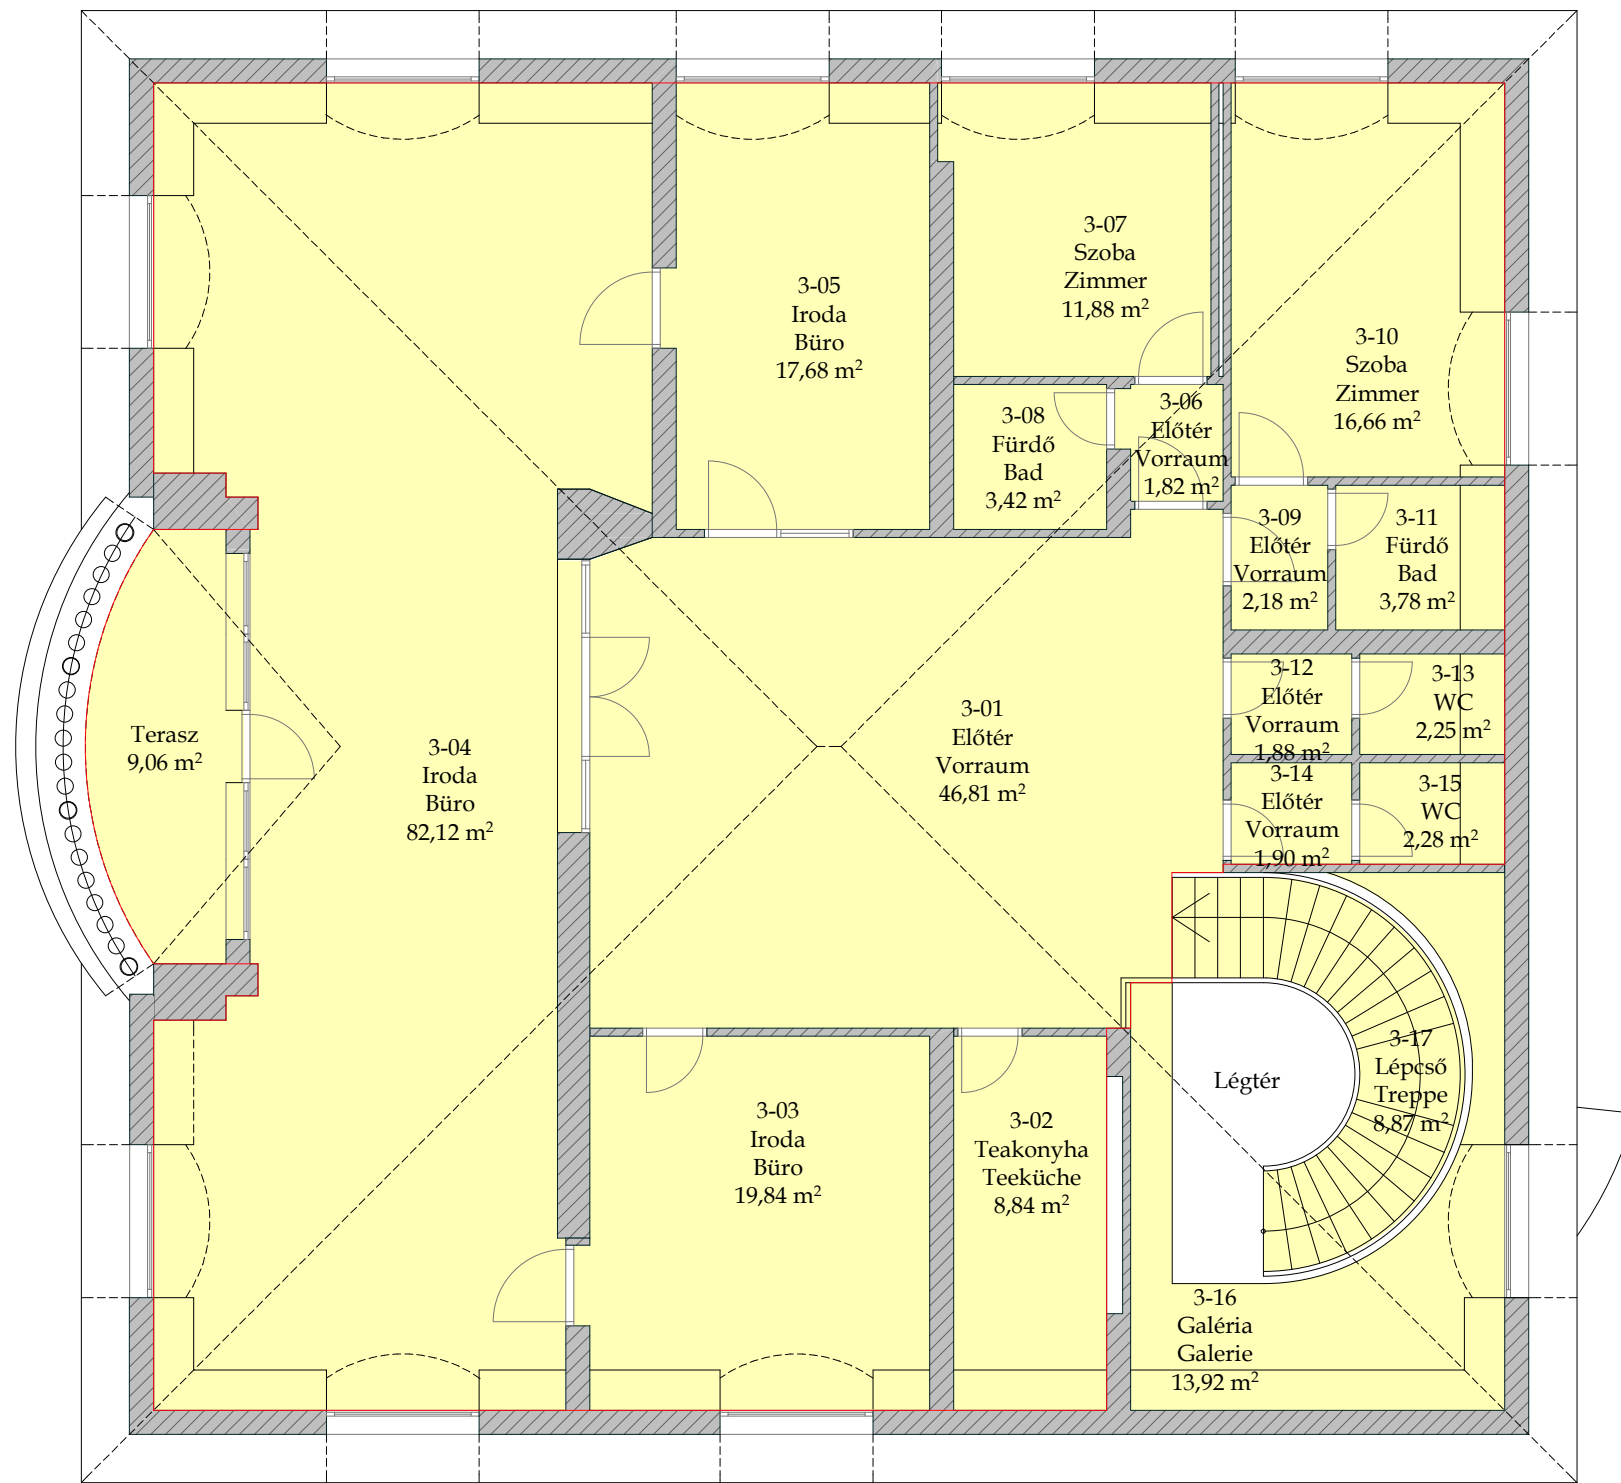 3-07
Szoba
Zimmer
11,88 m²
3-05
Iroda
Büro
17,68 m²
3-10
Szoba
Zimmer
16,66 m²
3-08
Fürdő
Bad
3,42 m²
3-06
Előtér
Vorraum
1,82 m²
3-09
Előtér
Vorraum
2,18 m²
3-11
Fürdő
Bad
3,78 m²
3-12
Előtér
Vorraum
1,88 m²
3-13
WC
2,25 m²
Terasz
9,06 m²
3-04
Iroda
Büro
82,12 m²
3-01
Előtér
Vorraum
46,81 m²
3-14
Előtér
Vorraum
1,90 m²
3-15
WC
2,28 m²
3-17
Lépcső
Treppe
8,87 m²
Légtér
3-03
Iroda
Büro
19,84 m²
3-02
Teakonyha
Teeküche
8,84 m²
3-16
Galéria
Galerie
13,92 m²